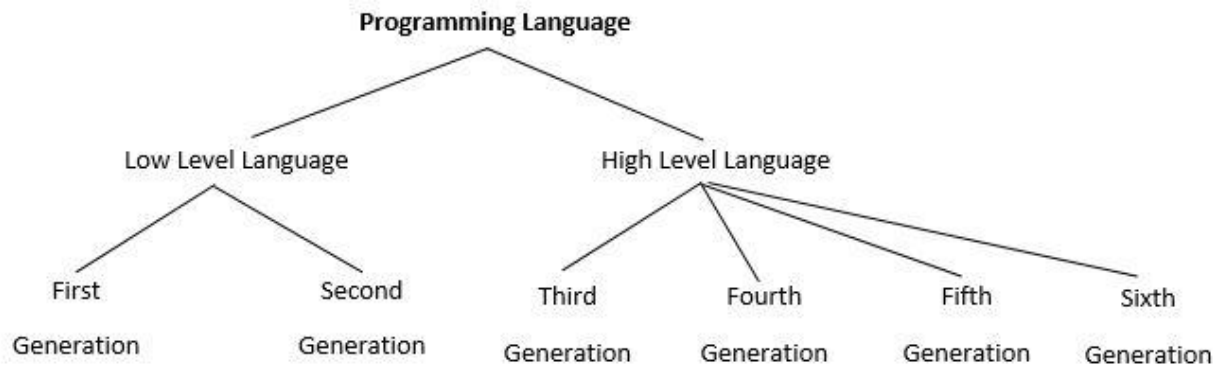 Programming Language
Low Level Language
High Level Language
First
Generation
Second
Generation
Third
Generation
Fourth
Generation
Fifth
Generation
Sixth
Generation